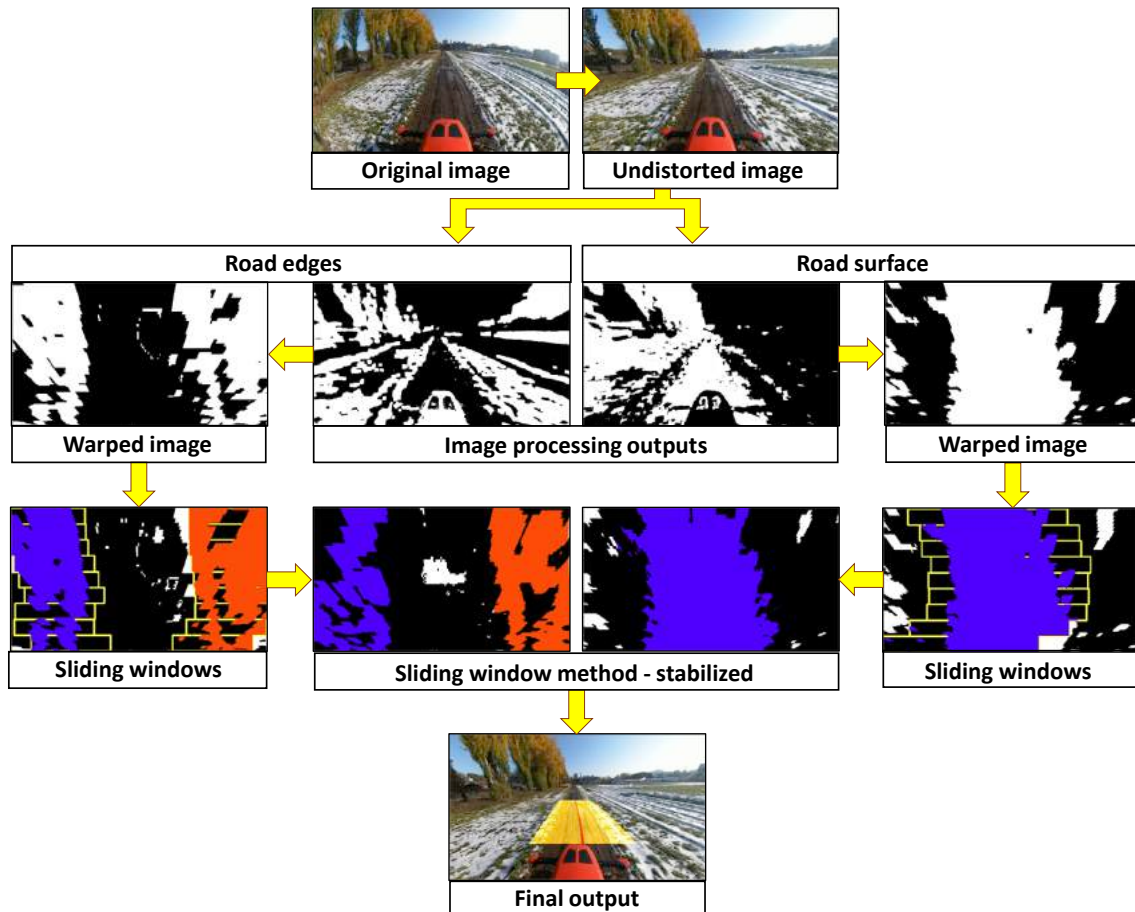 Original image
Undistorted image
Road edges
Road surface
Warped image
Image processing outputs
Warped image
Sliding windows
Sliding window method - stabilized
Sliding windows
Final output